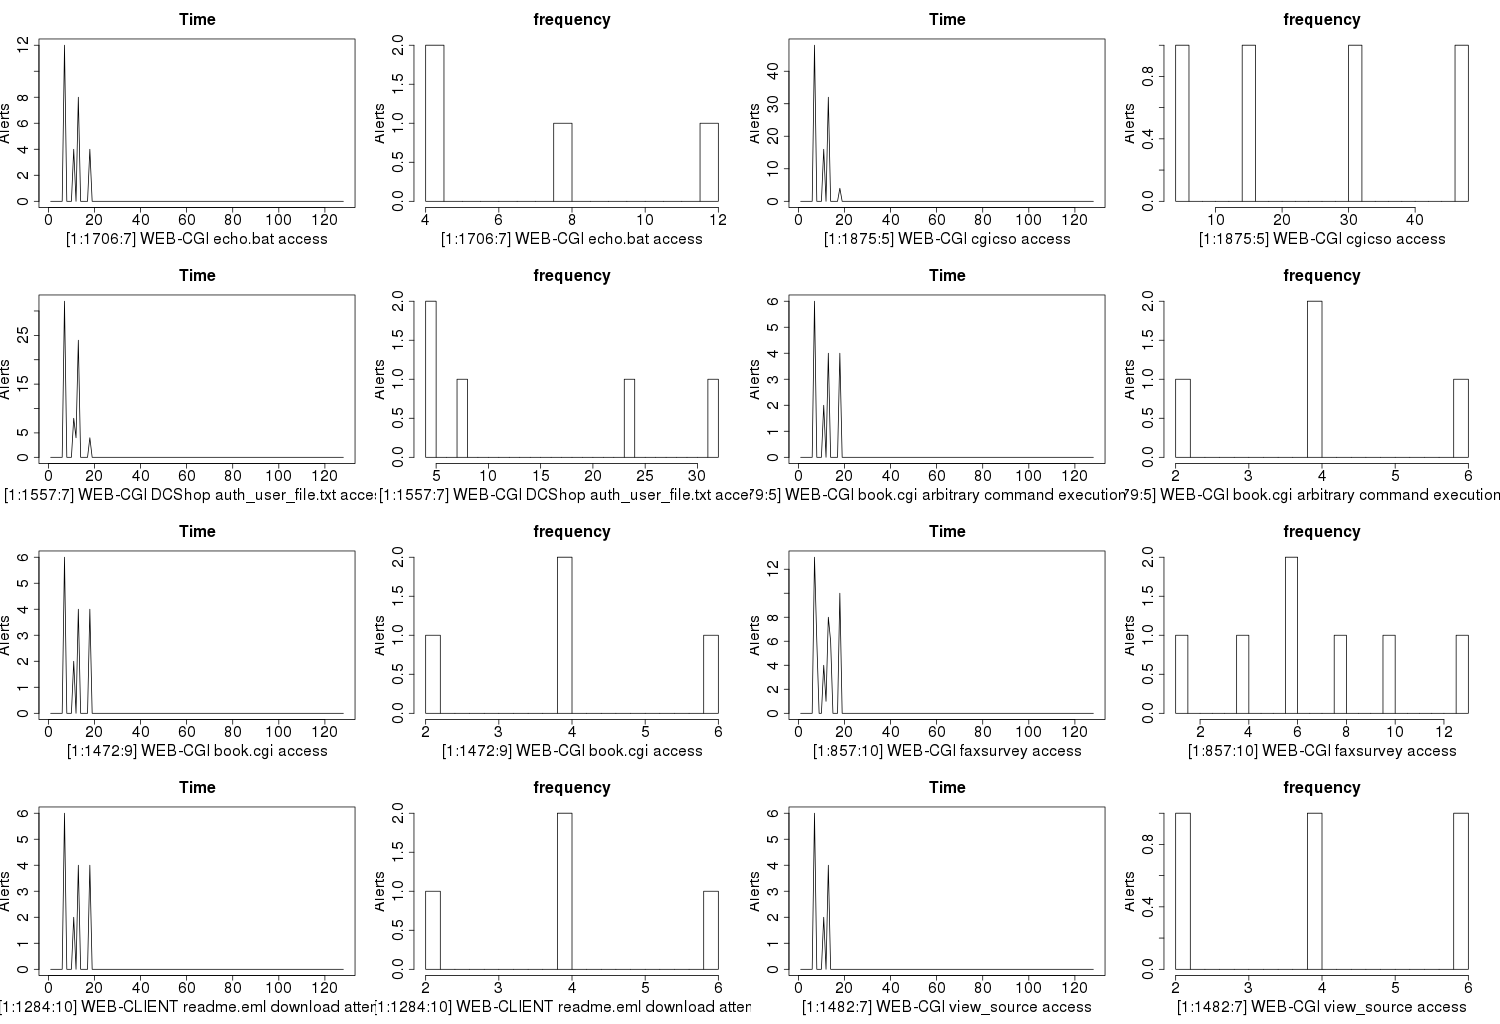 Time frequency Time frequency
Alerts 0 2 4 6 8 12 Alerts 0.0 0.5 1.0 1.5 2.0 Alerts 0 10 20 30 40 Alerts 0.0 0.4 0.8
0 20 40 60 80 100 120 4 6 8 10 12 0 20 40 60 80 100 120 10 20 30 40
[1:1706:7] WEB-CGI echo.bat access [1:1706:7] WEB-CGI echo.bat access [1:1875:5] WEB-CGI cgicso access [1:1875:5] WEB-CGI cgicso access
Time frequency Time frequency
Alerts 0 5 15 25 Alerts 0.0 0.5 1.0 1.5 2.0 Alerts 0 1 2 3 4 5 6 Alerts 0.0 0.5 1.0 1.5 2.0
0 20 40 60 80 100 120 5 10 15 20 25 30 0 20 40 60 80 100 120 2 3 4 5 6
[1:1557:7] WEB-CGI DCShop auth_user_file.txt acce [1:1557:7] WEB-CGI DCShop auth_user_file.txt acce 79:5] WEB-CGI book.cgi arbitrary command execution 79:5] WEB-CGI book.cgi arbitrary command execution
Time frequency Time frequency
Alerts 0 1 2 3 4 5 6 Alerts 0.0 0.5 1.0 1.5 2.0 Alerts 0 2 4 6 8 12 Alerts 0.0 0.5 1.0 1.5 2.0
0 20 40 60 80 100 120 2 3 4 5 6 0 20 40 60 80 100 120 2 4 6 8 10 12
[1:1472:9] WEB-CGI book.cgi access [1:1472:9] WEB-CGI book.cgi access [1:857:10] WEB-CGI faxsurvey access [1:857:10] WEB-CGI faxsurvey access
Time frequency Time frequency
Alerts 0 1 2 3 4 5 6 Alerts 0.0 0.5 1.0 1.5 2.0 Alerts 0 1 2 3 4 5 6 Alerts 0.0 0.4 0.8
0 20 40 60 80 100 120 2 3 4 5 6 0 20 40 60 80 100 120 2 3 4 5 6
[1:1284:10] WEB-CLIENT readme.eml download atter [1:1284:10] WEB-CLIENT readme.eml download atter [1:1482:7] WEB-CGI view_source access [1:1482:7] WEB-CGI view_source access